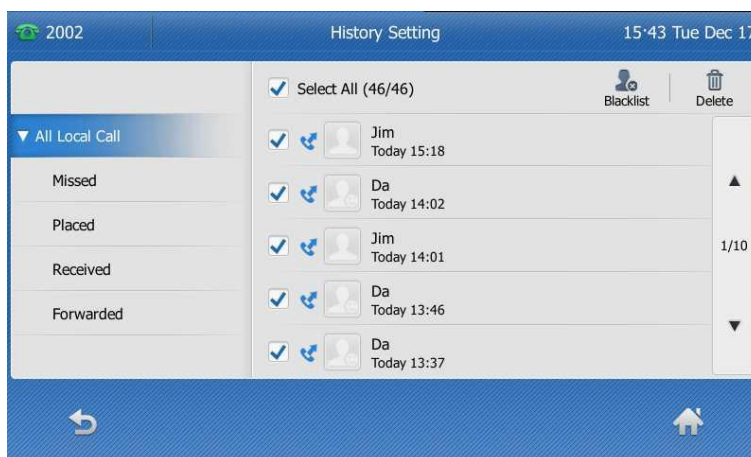 2002 History Setting 15:43 Tue Dec 17
Select All (46/46)
Blacklist Delete
▼ All Local Call
Missed
Placed
Received
Forwarded
Jim
Today 15:18
Da
Today 14:02
Jim
Today 14:01
Da
Today 13:46
Da
Today 13:37
1/10